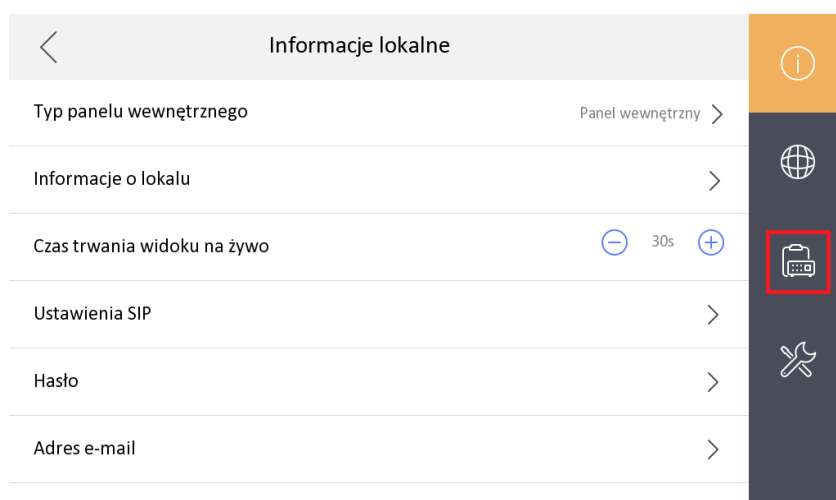 Informacje lokalne
Typ panelu wewnętrznego Panel wewnętrzny
Informacje o lokalu
Czas trwania widoku na żywo 30s
Ustawienia SIP
Hasło
Adres e-mail